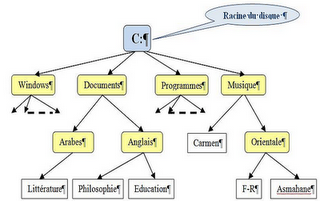 Racine·du·disque·¶
C:¶
Windows¶
Documents¶
Programmes¶
Musique¶
Arabes¶
Anglais¶
Carmen¶
Orientale¶
Littérature¶
Philosophie¶
Education¶
F-R¶
Asmahane¶